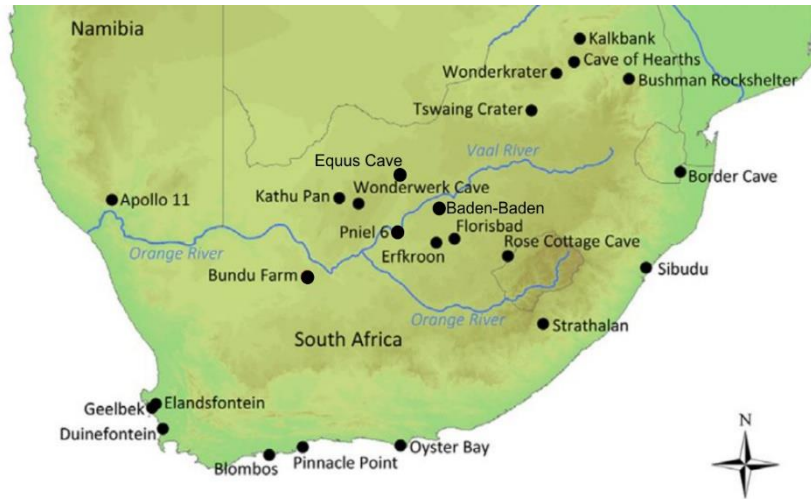 Namibia
Kalkbank
Cave of Hearths
Wonderkrater
Bushman Rockshelter
Tswaing Crater
Vaal River
Equus Cave
Border Cave
Kathu Pan
Wonderwerk Cave
Apollo 11
Baden-Baden
Pniel 6
Florisbad
Erfkroon
Rose Cottage Cave
Orange River
Bundu Farm
Sibudu
Orange River
Strathalan
South Africa
Elandsfontein
Geelbek
Duinefontein
N
Oyster Bay
Pinnacle Point
Blombos